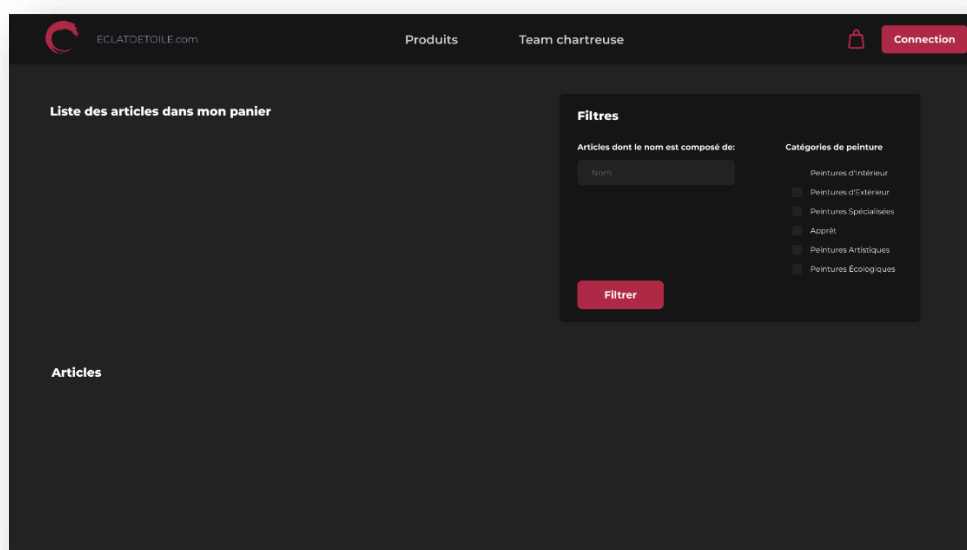 ECLATDETOILE.com
Produits
Team chartreuse
Connection
Liste des articles dans mon panier
Filtres
Articles dont le nom est composé de:
Nom
Catégories de peinture
Peintures d'Intérieur
Peintures d'Extérieur
Peintures Spécialisées
Apprêt
Peintures Artistiques
Peintures Écologiques
Filtrer
Articles